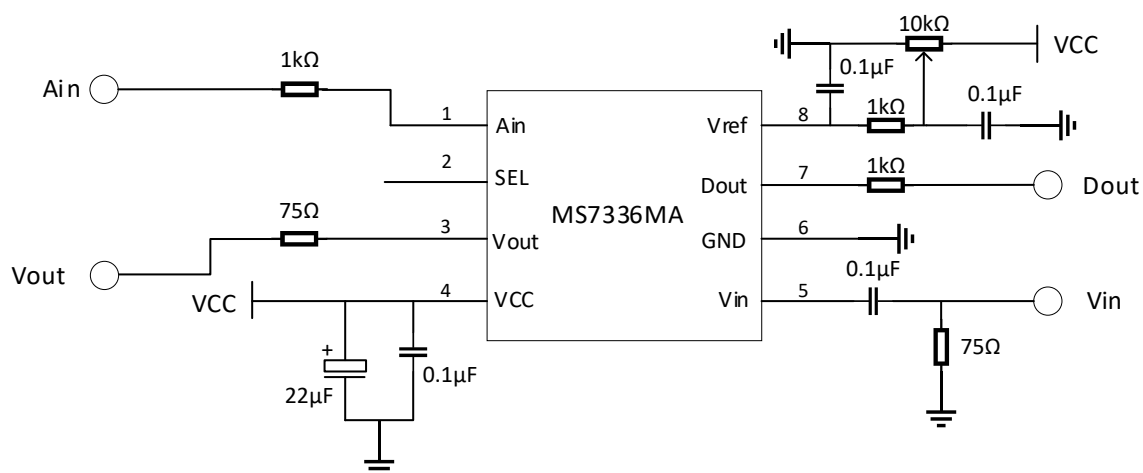 10kΩ
VCC
1kΩ
0.1µF
Ain
1kΩ
0.1µF
1
Ain
Vref
8
2
SEL
1kΩ
Dout
7
Dout
MS7336MA
75Ω
3
Vout
GND
6
Vout
0.1µF
VCC
4
VCC
Vin
5
Vin
+
22µF
0.1µF
75Ω